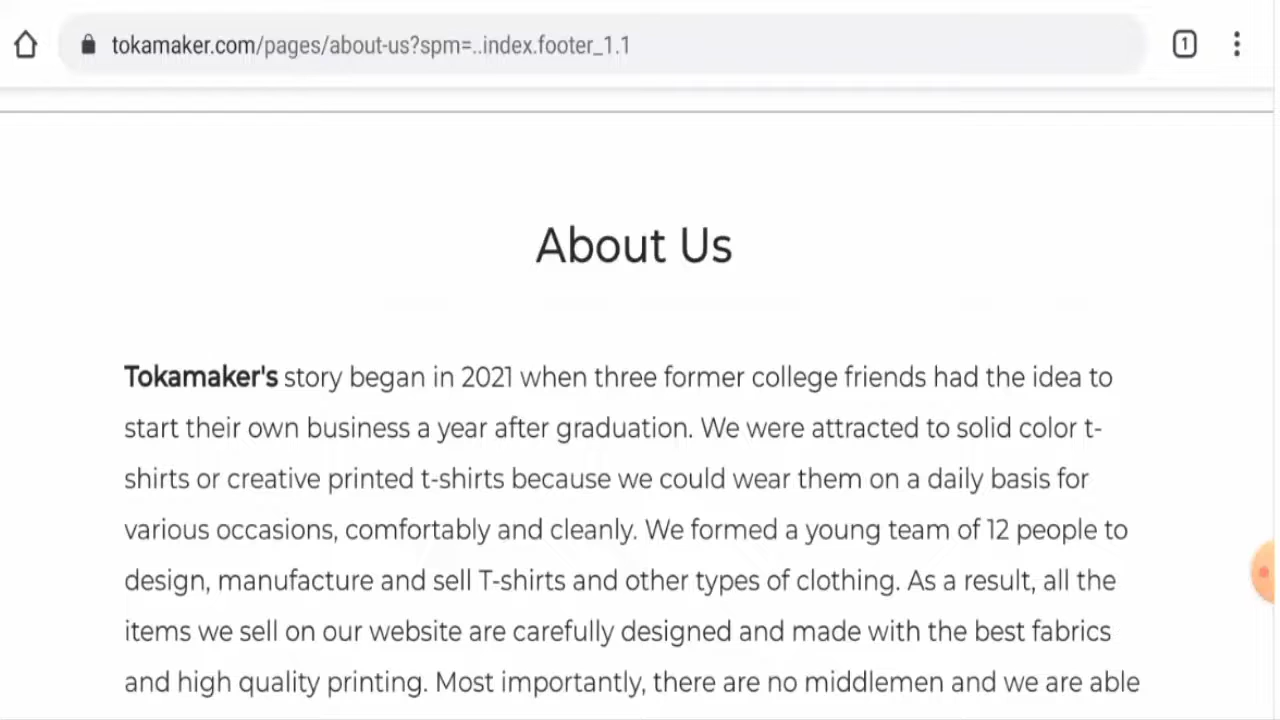 tokamaker.com/pages/about-us?spm=..index.footer_1.1
1
About Us
Tokamaker's story began in 2021 when three former college friends had the idea to
start their own business a year after graduation. We were attracted to solid color t-
shirts or creative printed t-shirts because we could wear them on a daily basis for
various occasions, comfortably and cleanly. We formed a young team of 12 people to
design, manufacture and sell T-shirts and other types of clothing. As a result, all the
items we sell on our website are carefully designed and made with the best fabrics
and high quality printing. Most importantly, there are no middlemen and we are able